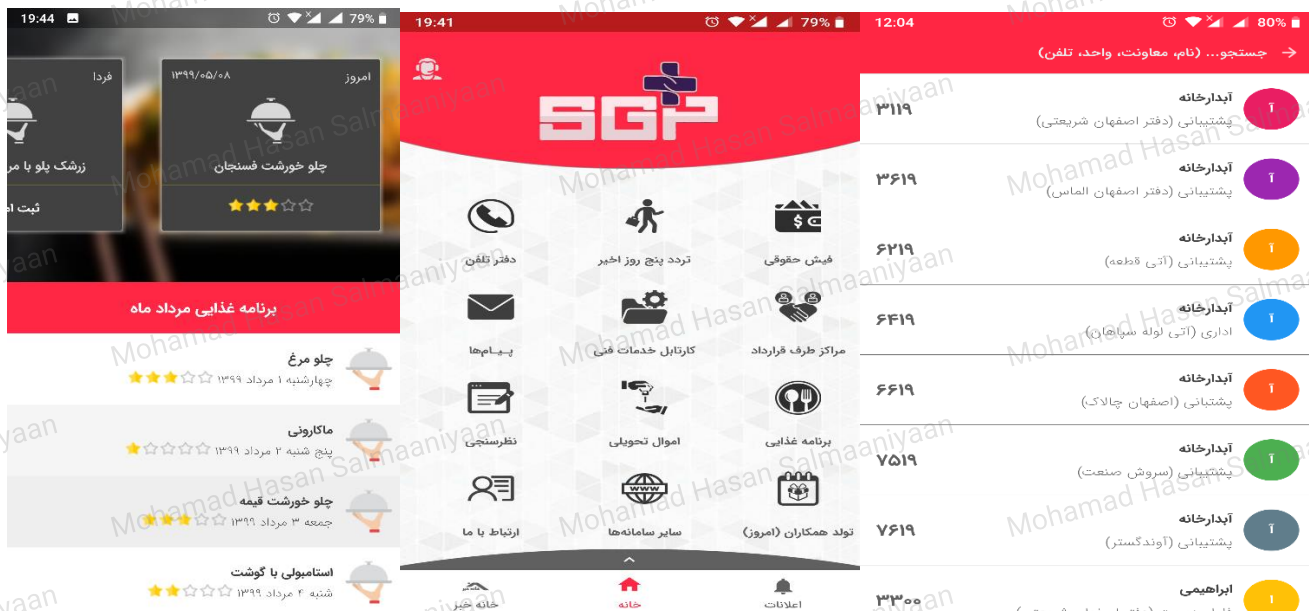 19:44
79%
فردا
زرشک پلو با مر
ثبت ا
امروز
۱۳۹۹/۰۵/۰۸
چلو خورشت فسنجان
برنامه غذایی مرداد ماه
چلو مرغ
چهارشنبه ۱ مرداد ۱۳۹۹
ماکارونی
پنج شنبه ۲ مرداد ۱۳۹۹
چلو خورشت قیمه
جمعه ۳ مرداد ۱۳۹۹
استامبولی با گوشت
شنبه ۴ مرداد ۱۳۹۹
19:41
79%
SGP
فیش حقوقی
تردد پنج روز اخیر
دفتر تلفن
مراکز طرف قرارداد
کارتابل خدمات فنی
پیـام‌ها
برنامه غذایی
اموال تحویلی
نظرسنجی
WWW
تولد همکاران (امروز)
سایر سامانه‌ها
ارتباط با ما
اعلانات
خانه
خانه خبر
12:04
80%
جستجو... (نام، معاونت، واحد، تلفن)
آبدارخانه
پشتیبانی (دفتر اصفهان شریعتی)
۳۱۱۹
آ
آبدارخانه
پشتیبانی (دفتر اصفهان الماس)
۳۶۱۹
آ
آبدارخانه
پشتیبانی (آتی قطعه)
۶۲۱۹
آ
آبدارخانه
اداری (آتی لوله سپاهان)
۶۴۱۹
آ
آبدارخانه
پشتبانی (اصفهان چالاک)
۶۶۱۹
آ
آبدارخانه
پشتیبانی (سروش صنعت)
۷۵۱۹
آ
آبدارخانه
پشتیبانی (آوندگستر)
۷۶۱۹
آ
ابراهیمی
۳۳۰۰
ا
Mohamad Hasan Salmaaniyaan